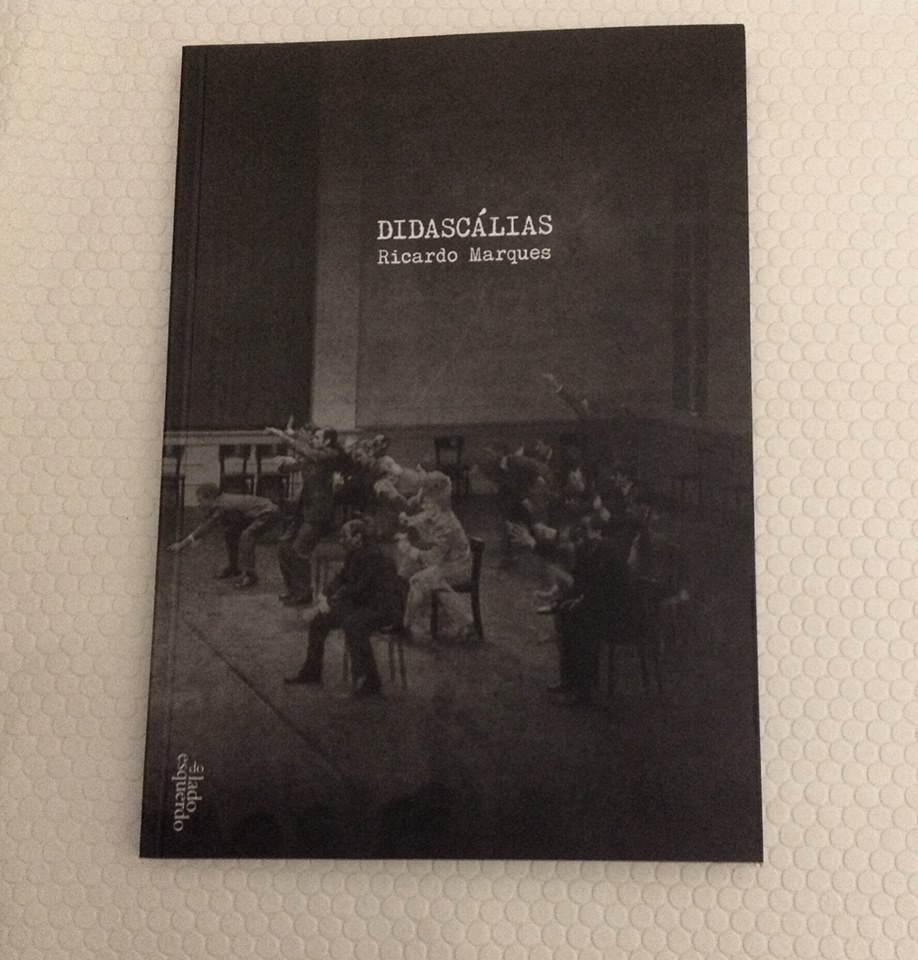 DIDASCÁLIAS
Ricardo Marques
do lado
esquerdo